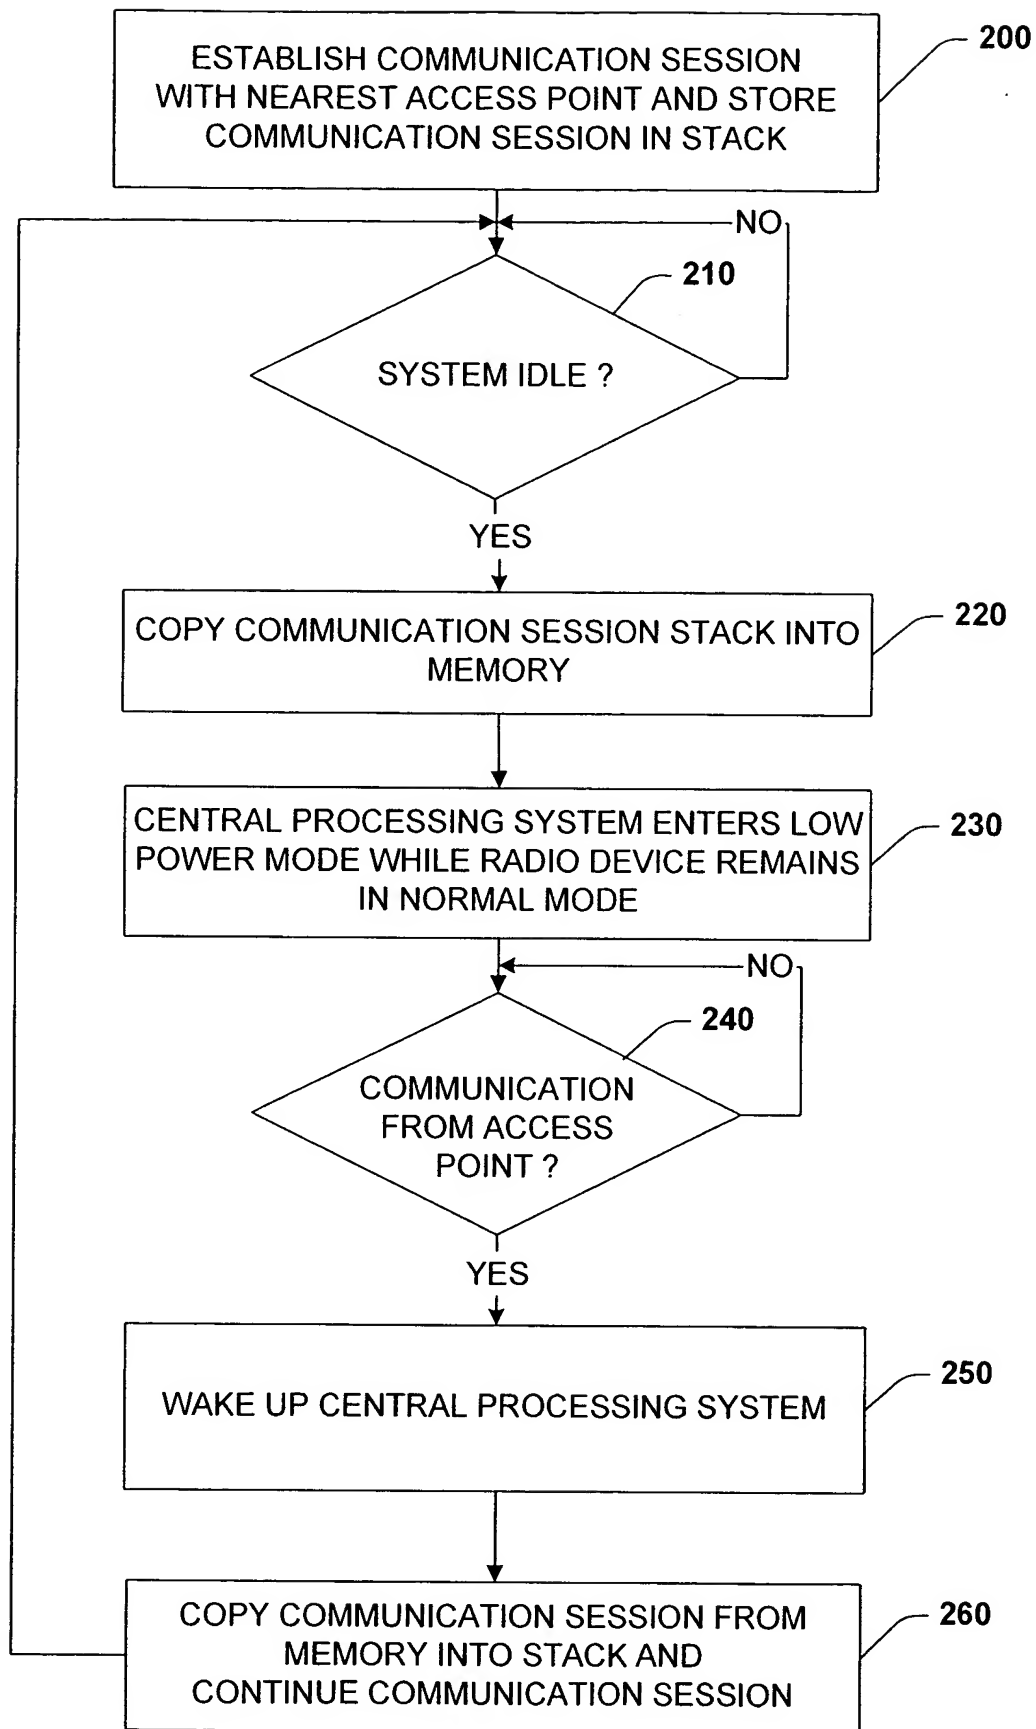 200
ESTABLISH COMMUNICATION SESSION
WITH NEAREST ACCESS POINT AND STORE
COMMUNICATION SESSION IN STACK
NO
210
SYSTEM IDLE ?
YES
220
COPY COMMUNICATION SESSION STACK INTO
MEMORY
230
CENTRAL PROCESSING SYSTEM ENTERS LOW
POWER MODE WHILE RADIO DEVICE REMAINS
IN NORMAL MODE
NO
240
COMMUNICATION
FROM ACCESS
POINT ?
YES
250
WAKE UP CENTRAL PROCESSING SYSTEM
260
COPY COMMUNICATION SESSION FROM
MEMORY INTO STACK AND
CONTINUE COMMUNICATION SESSION